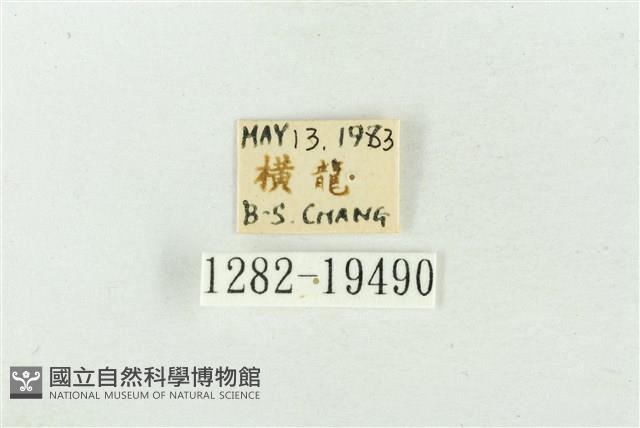 MAY 13. 1983
橫龍
B-S. CHANG
1282-19490
國立自然科學博物館
NATIONAL MUSEUM OF NATURAL SCIENCE